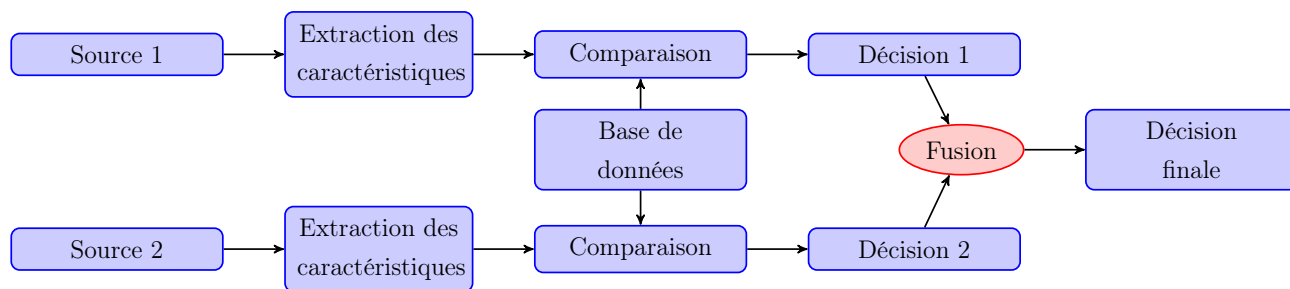 Source 1
Extraction des
caractéristiques
Comparaison
Décision 1
Base de
données
Fusion
Décision
finale
Source 2
Extraction des
caractéristiques
Comparaison
Décision 2